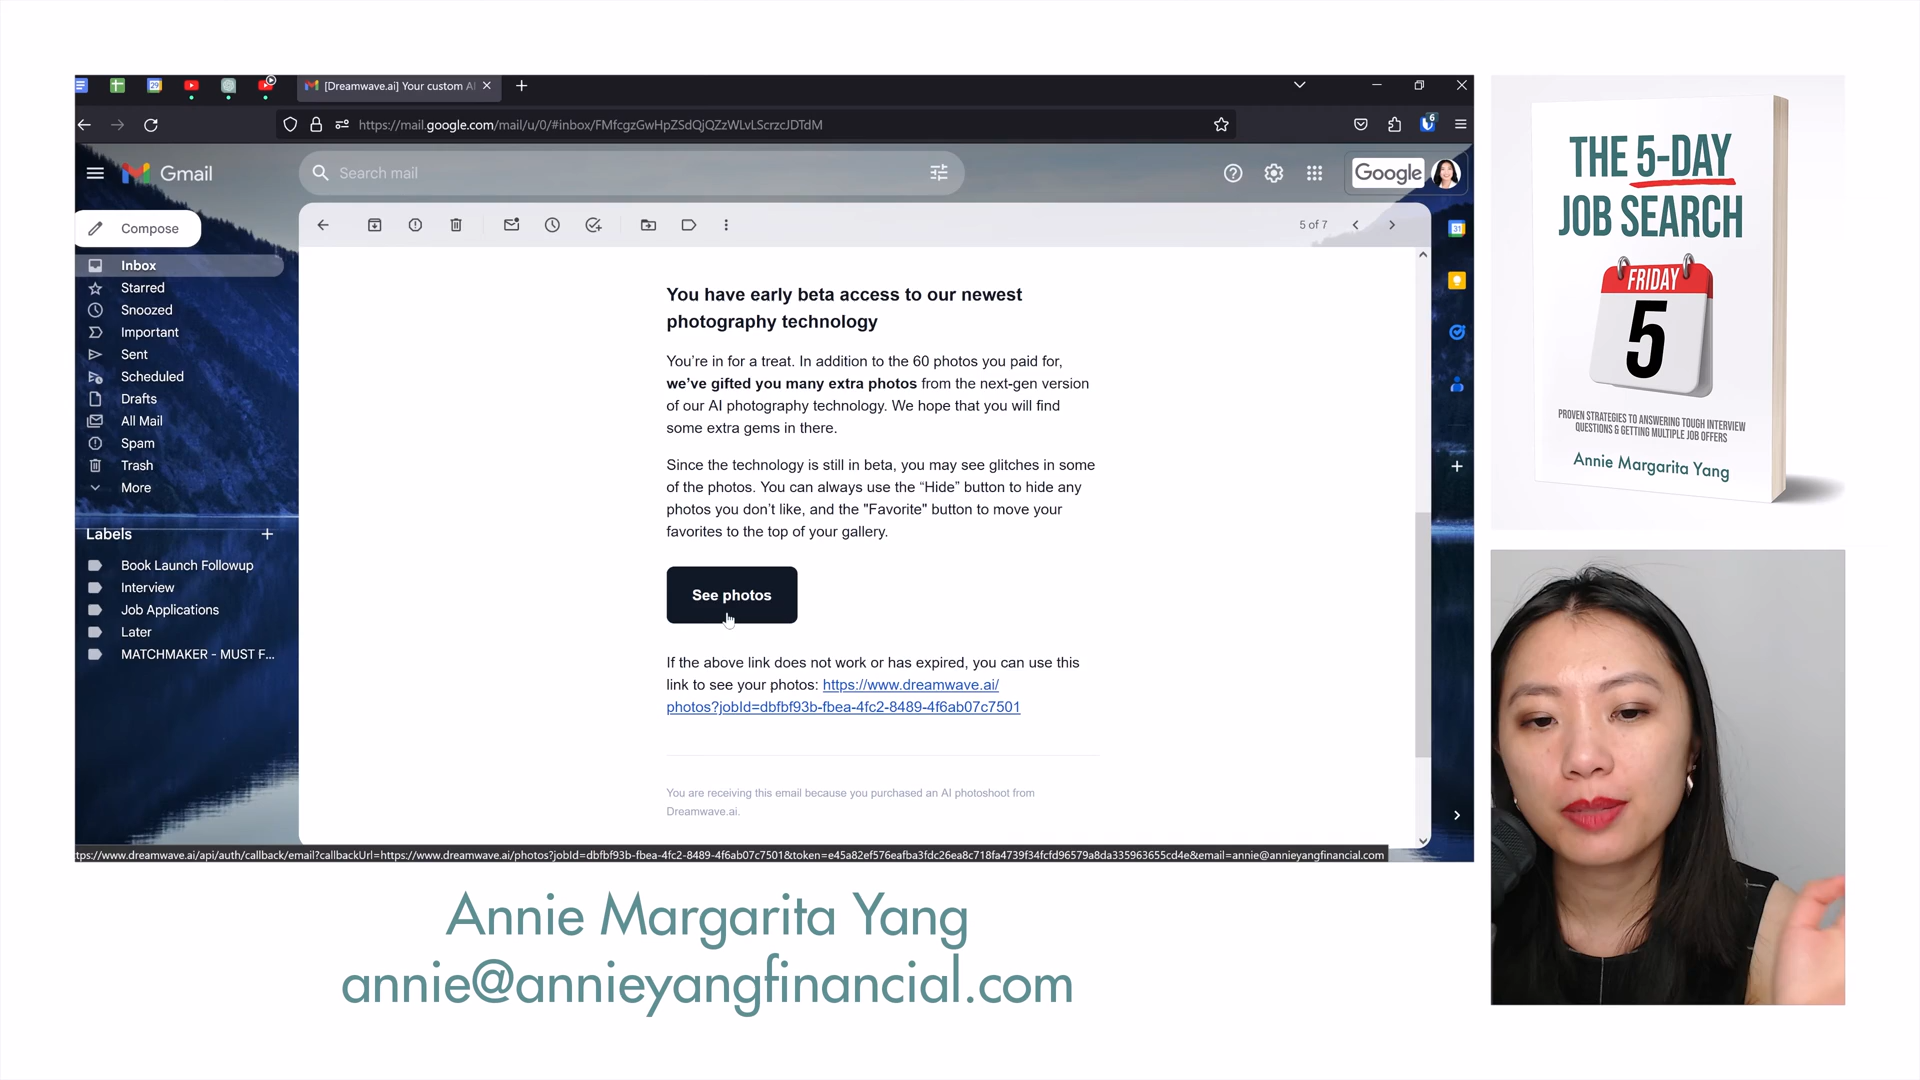 [Dreamwave.ai] Your custom AI
https://mail.google.com/mail/u/0/#inbox/FMfcgzGwHpZSdQjQZzWLvLScrzcJDTdM
6
Gmail
Search mail
Google
Compose
5 of 7
Inbox
Starred
Snoozed
Important
Sent
Scheduled
Drafts
All Mail
Spam
Trash
More
Labels
Book Launch Followup
Interview
Job Applications
Later
MATCHMAKER - MUST F...
You have early beta access to our newest
photography technology
You’re in for a treat. In addition to the 60 photos you paid for,
we’ve gifted you many extra photos from the next-gen version
of our AI photography technology. We hope that you will find
some extra gems in there.
Since the technology is still in beta, you may see glitches in some
of the photos. You can always use the “Hide” button to hide any
photos you don’t like, and the "Favorite" button to move your
favorites to the top of your gallery.
See photos
If the above link does not work or has expired, you can use this
link to see your photos: https://www.dreamwave.ai/
photos?jobId=dbfbf93b-fbea-4fc2-8489-4f6ab07c7501
You are receiving this email because you purchased an AI photoshoot from
Dreamwave.ai.
31
ttps://www.dreamwave.ai/api/auth/callback/email?callbackUrl=https://www.dreamwave.ai/photos?jobId=dbfbf93b-fbea-4fc2-8489-4f6ab07c7501&token=e45a82ef576eafba3fdc26ea8c718fa4739f34fcfd96579a8da335963655cd4e&email=annie@annieyangfinancial.com
THE 5-DAY
JOB SEARCH
FRIDAY
5
PROVEN STRATEGIES TO ANSWERING TOUGH INTERVIEW
QUESTIONS & GETTING MULTIPLE JOB OFFERS
Annie Margarita Yang
Annie Margarita Yang
annie@annieyangfinancial.com